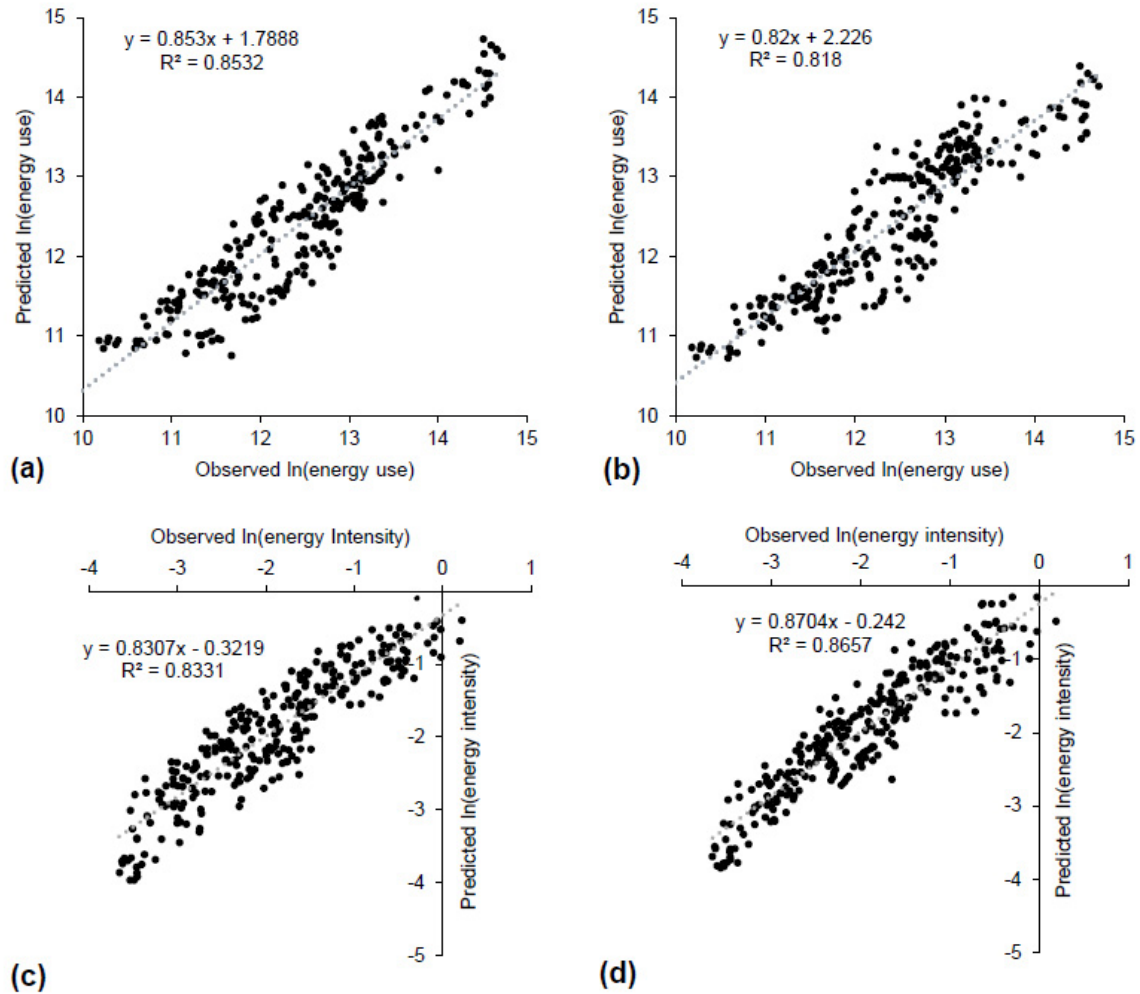 15
y = 0.853x + 1.7888
R² = 0.8532
14
13
12
11
10
Predicted ln(energy use)
10 11 12 13 14 15
(a) Observed ln(energy use)
15
y = 0.82x + 2.226
R² = 0.818
14
13
12
11
10
Predicted ln(energy use)
10 11 12 13 14 15
(b) Observed ln(energy use)
Observed ln(energy Intensity)
-4 -3 -2 -1 0 1
y = 0.8307x - 0.3219
R² = 0.8331
-1
-2
-3
-4
-5
Predicted ln(energy intensity)
(c)
Observed ln(energy intensity)
-4 -3 -2 -1 0 1
y = 0.8704x - 0.242
R² = 0.8657
-1
-2
-3
-4
-5
Predicted ln(energy intensity)
(d)